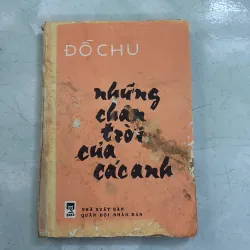 ĐỖ CHU
những
chân
trời
của
các anh
NHÀ XUẤT BẢN
QUÂN ĐỘI NHÂN DÂN